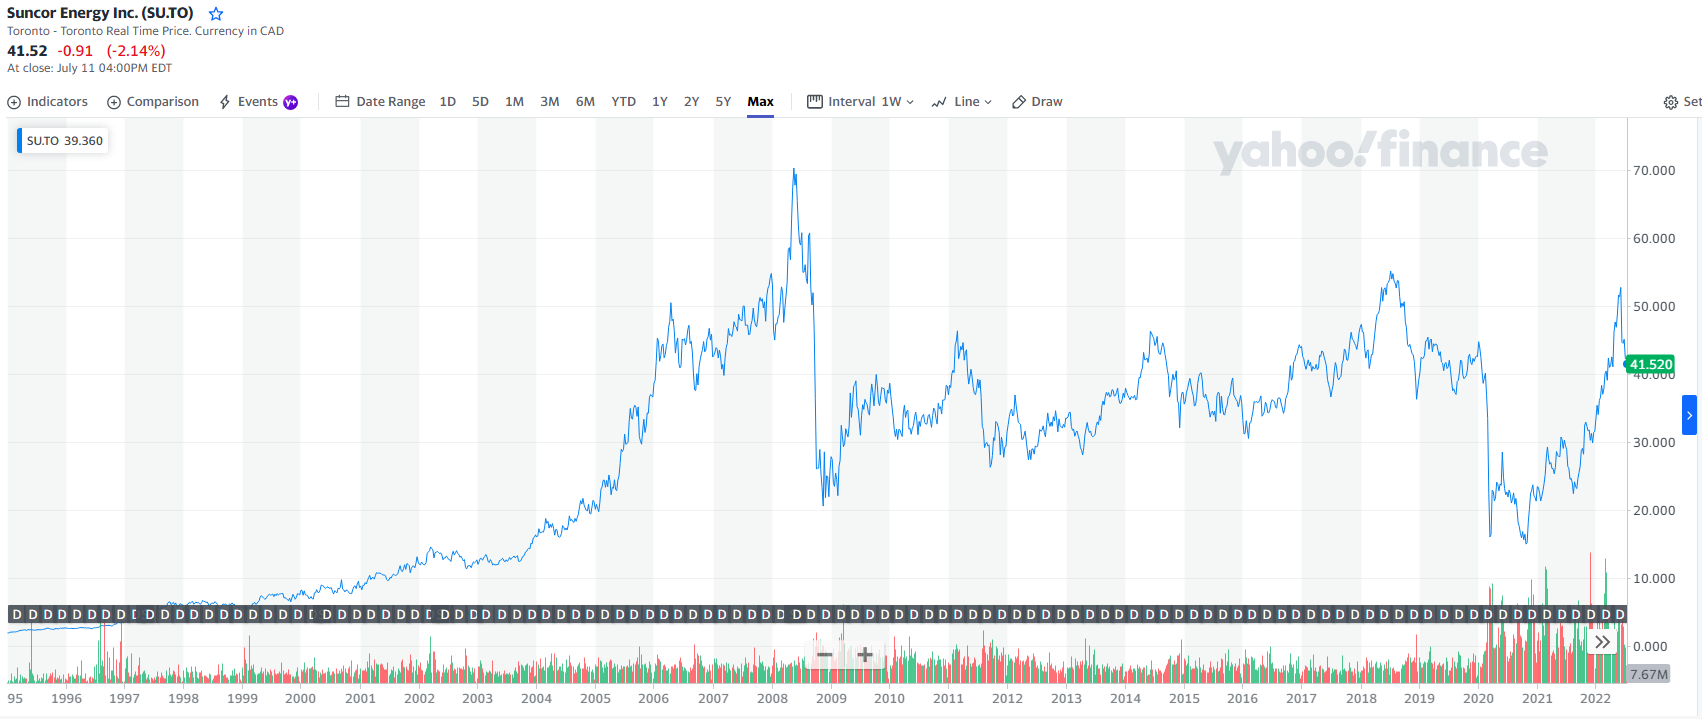 Suncor Energy Inc. (SU.TO)
Toronto - Toronto Real Time Price. Currency in CAD
41.52 -0.91 (-2.14%)
At close: July 11 04:00PM EDT
Indicators Comparison Events Y+ Date Range 1D 5D 1M 3M 6M YTD 1Y 2Y 5Y Max Interval 1W Line Draw Set
SU.TO 39.360
yahoo!finance
70.000
60.000
50.000
41.520
40.000
30.000
20.000
10.000
D D D D D D D D D D D D D D D D D D D D D D D D D D D D D D D D D D D D D D D D D D D D D D D D D D D D D D D D D D D D D D D D D D D D D D D D D D D D D D D D D D D D D D D D D D D D D D D D D D D D D D D D D D D D D D
0.000
7.67M
95 1996 1997 1998 1999 2000 2001 2002 2003 2004 2005 2006 2007 2008 2009 2010 2011 2012 2013 2014 2015 2016 2017 2018 2019 2020 2021 2022